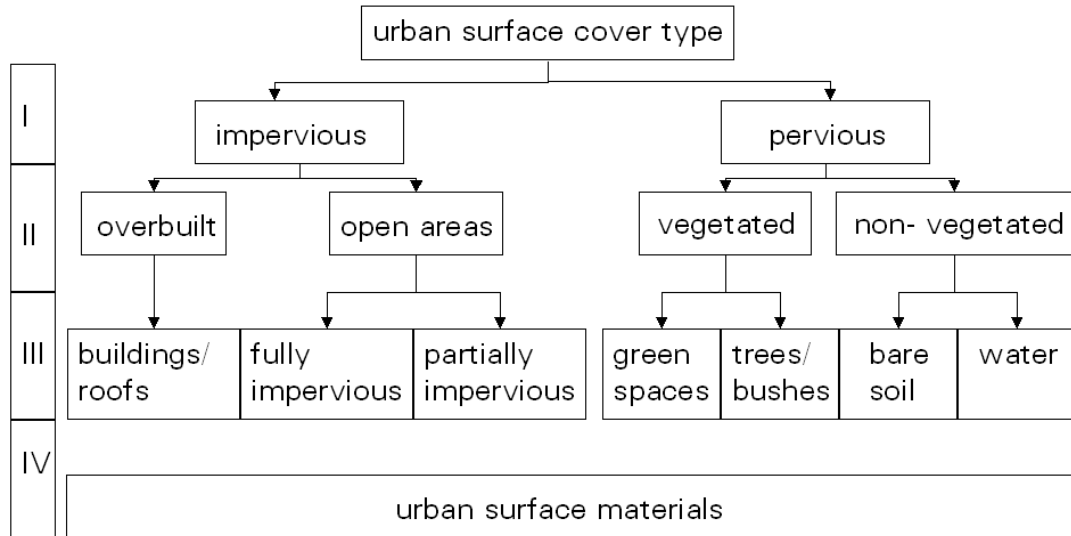 urban surface cover type
I
impervious
pervious
II
overbuilt
open areas
vegetated
non- vegetated
III
buildings/
roofs
fully
impervious
partially
impervious
green
spaces
trees/
bushes
bare
soil
water
IV
urban surface materials